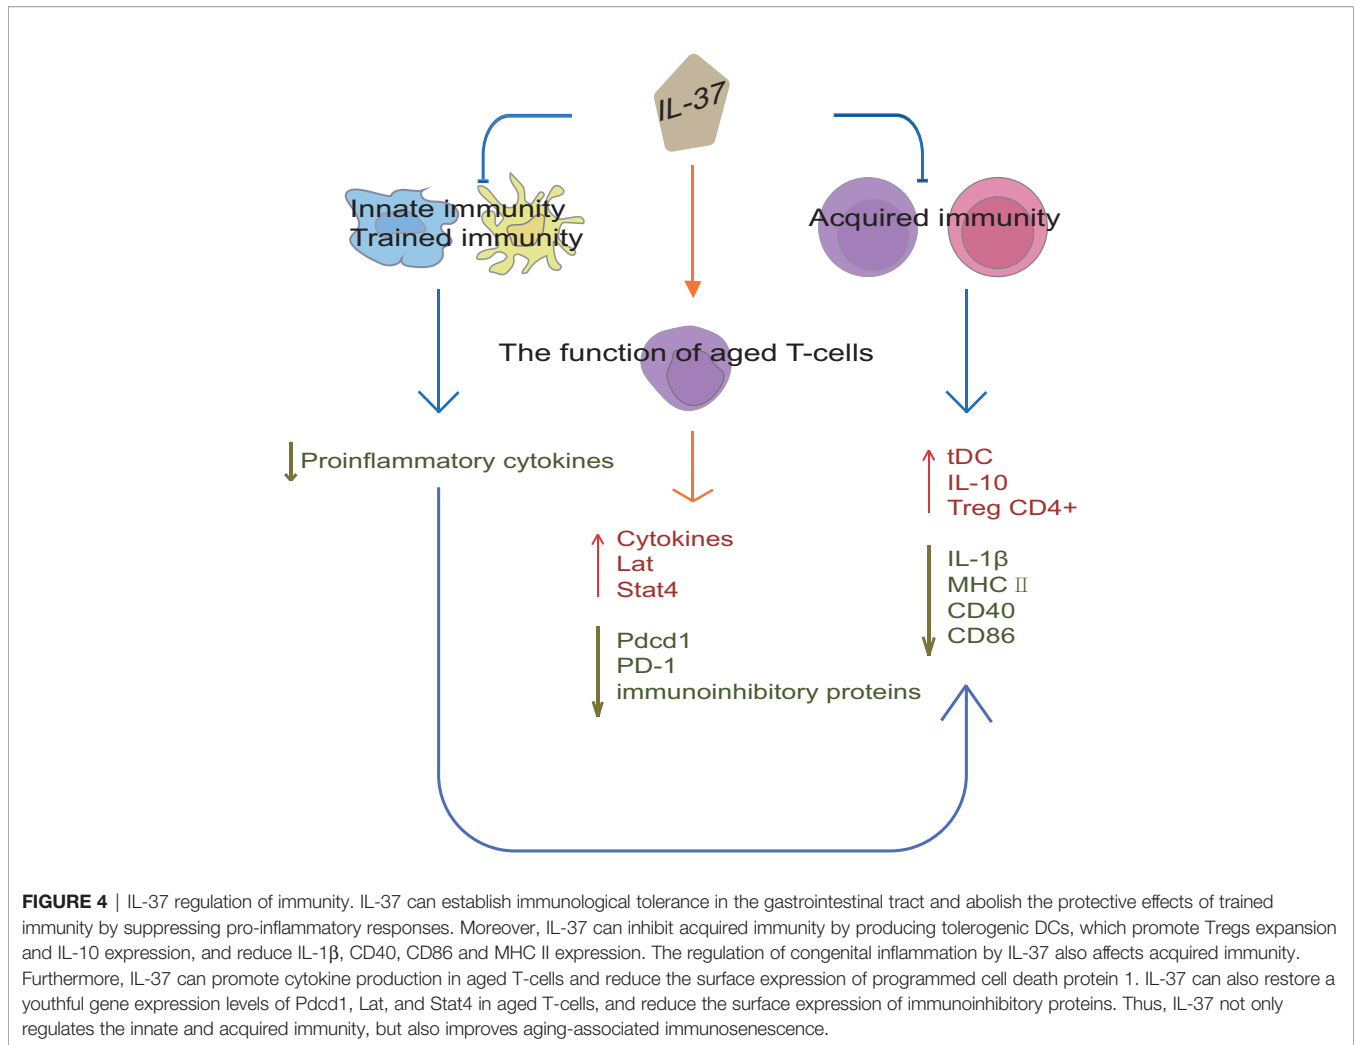 IL-37
Innate immunity
Trained immunity
Acquired immunity
The function of aged T-cells
Proinflammatory cytokines
tDC
IL-10
Treg CD4+
IL-1β
MHC Ⅱ
CD40
CD86
Cytokines
Lat
Stat4
Pdcd1
PD-1
immunoinhibitory proteins
FIGURE 4 | IL-37 regulation of immunity. IL-37 can establish immunological tolerance in the gastrointestinal tract and abolish the protective effects of trained
immunity by suppressing pro-inflammatory responses. Moreover, IL-37 can inhibit acquired immunity by producing tolerogenic DCs, which promote Tregs expansion
and IL-10 expression, and reduce IL-1β, CD40, CD86 and MHC II expression. The regulation of congenital inflammation by IL-37 also affects acquired immunity.
Furthermore, IL-37 can promote cytokine production in aged T-cells and reduce the surface expression of programmed cell death protein 1. IL-37 can also restore a
youthful gene expression levels of Pdcd1, Lat, and Stat4 in aged T-cells, and reduce the surface expression of immunoinhibitory proteins. Thus, IL-37 not only
regulates the innate and acquired immunity, but also improves aging-associated immunosenescence.